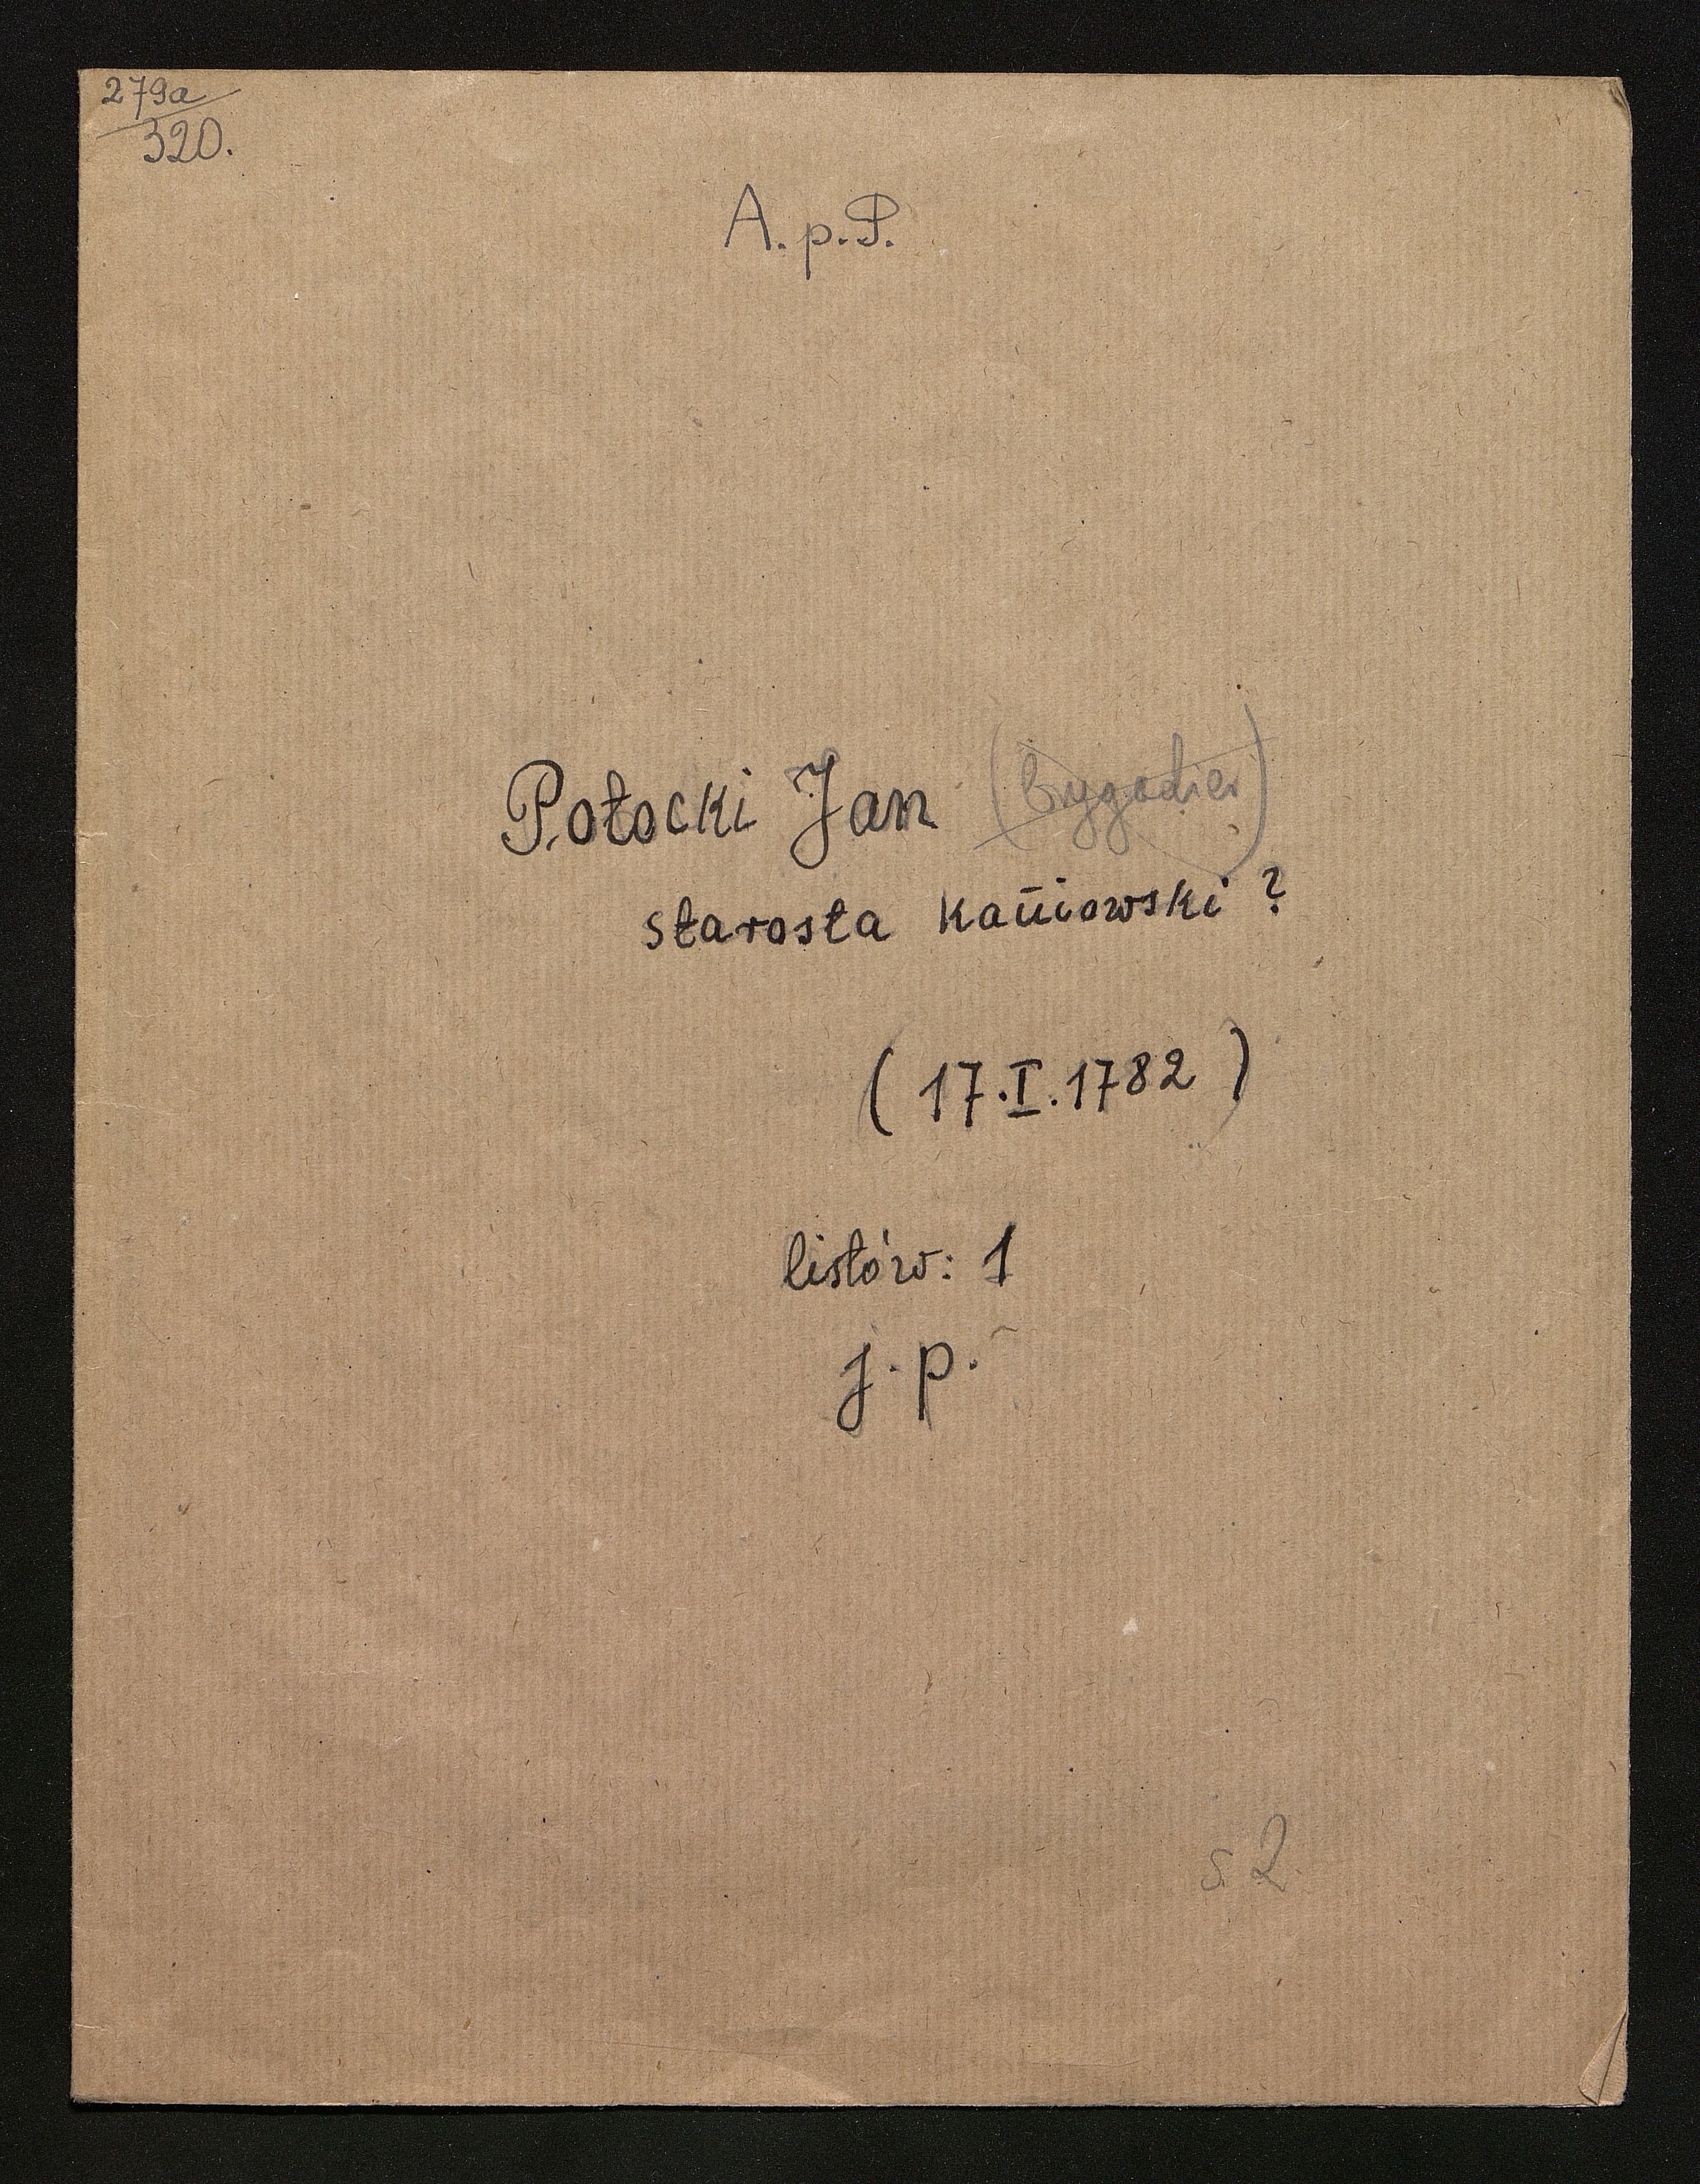 279a
320.
A. p. P.
Potocki Jan (brygadier)
starosta kaniowski ?
(17.I.1782)
listów: 1
j. p.
s. 2